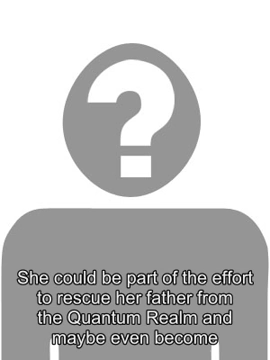 ?
She could be part of the effort
to rescue her father from
the Quantum Realm and
maybe even become